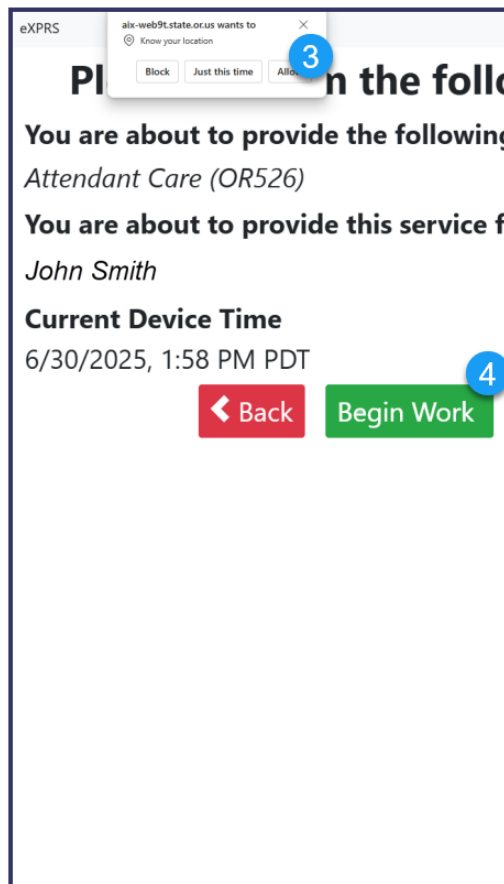 eXPRS
aix-web9t.state.or.us wants to
Know your location
Block Just this time
3
the follo
You are about to provide the following
Attendant Care (OR526)
You are about to provide this service f
John Smith
Current Device Time
6/30/2025, 1:58 PM PDT
4
Back Begin Work